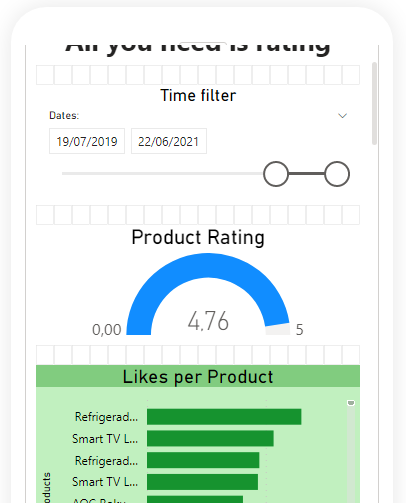 All you need is rating
Time filter
Dates:
19/07/2019 22/06/2021
Product Rating
4.76
0,00 5
Likes per Product
Refrigerad...
Smart TV L...
Refrigerad...
Smart TV L...
AOC Roku...
oducts